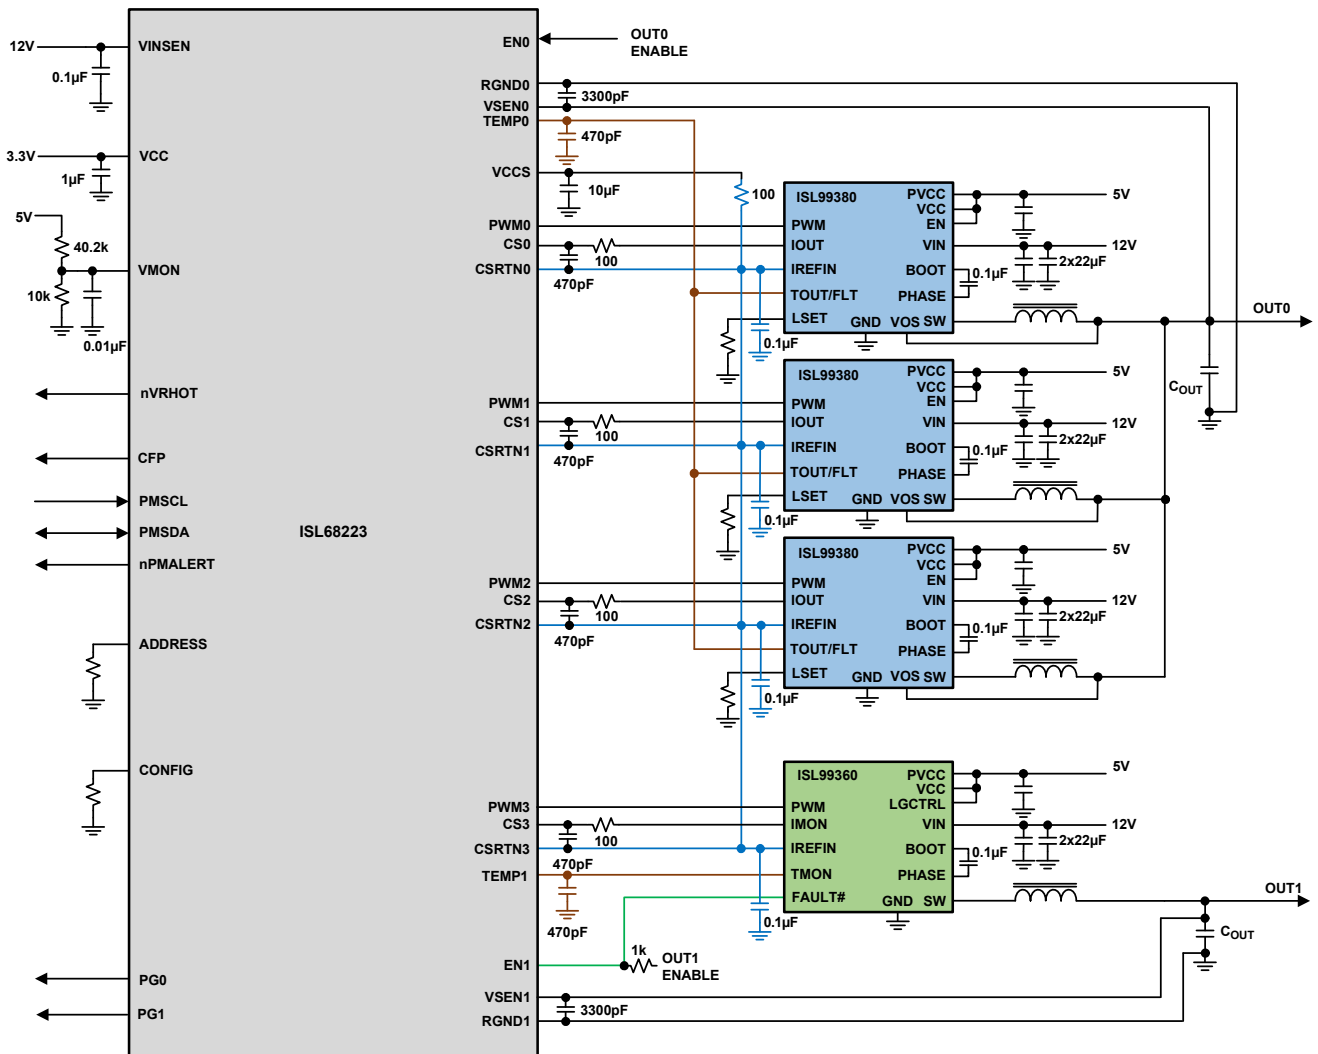 12V
VINSEN
0.1µF
3.3V
VCC
1µF
5V
40.2k
VMON
10k
0.01µF
nVRHOT
CFP
PMSCL
PMSDA
nPMALERT
ADDRESS
CONFIG
PG0
PG1
ISL68223
EN0
OUT0
ENABLE
RGND0
3300pF
VSEN0
TEMP0
470pF
VCCS
10µF
100
PWM0
CS0
100
CSRTN0
470pF
ISL99380
PVCC
VCC
EN
PWM
IOUT
VIN
IREFIN
BOOT
TOUT/FLT
PHASE
LSET
GND
VOS SW
5V
12V
2x22µF
0.1µF
0.1µF
OUT0
COUT
PWM1
CS1
100
CSRTN1
470pF
ISL99380
PVCC
VCC
EN
PWM
IOUT
VIN
IREFIN
BOOT
TOUT/FLT
PHASE
LSET
GND
VOS SW
5V
12V
2x22µF
0.1µF
0.1µF
PWM2
CS2
100
CSRTN2
470pF
ISL99380
PVCC
VCC
EN
PWM
IOUT
VIN
IREFIN
BOOT
TOUT/FLT
PHASE
LSET
GND
VOS SW
5V
12V
2x22µF
0.1µF
0.1µF
PWM3
CS3
100
CSRTN3
470pF
TEMP1
470pF
ISL99360
PVCC
VCC
LGCTRL
PWM
IMON
VIN
IREFIN
BOOT
TMON
PHASE
FAULT#
GND
SW
5V
12V
2x22µF
0.1µF
0.1µF
OUT1
COUT
EN1
1k
OUT1
ENABLE
VSEN1
3300pF
RGND1